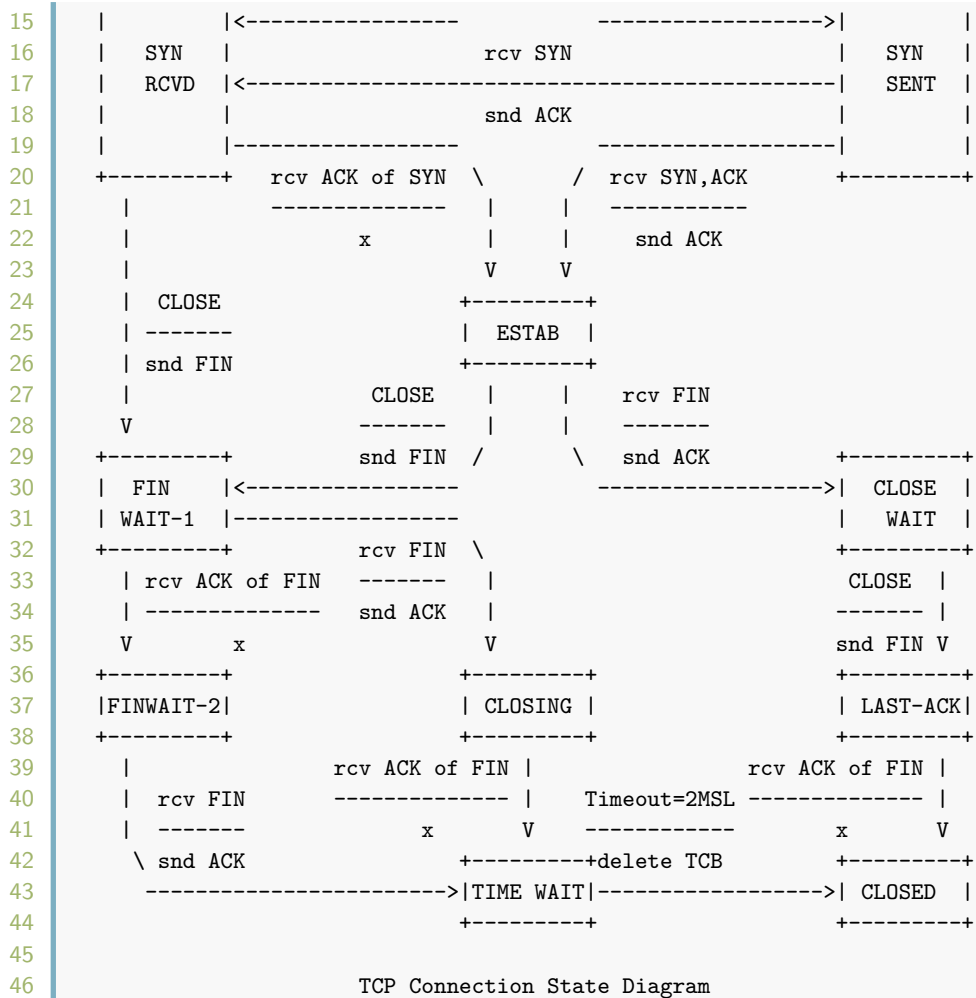 15     |         |<-----------------           ------------------>|         |
16     |   SYN   |                    rcv SYN                     |   SYN   |
17     |   RCVD  |<-----------------------------------------------|   SENT  |
18     |         |                    snd ACK                     |         |
19     |         |------------------           -------------------|         |
20     +---------+   rcv ACK of SYN  \       /  rcv SYN,ACK       +---------+
21       |           --------------   |     |   -----------
22       |                  x         |     |     snd ACK
23       |                            V     V
24       |  CLOSE                   +---------+
25       | -------                  |  ESTAB  |
26       | snd FIN                  +---------+
27       |                   CLOSE    |     |    rcv FIN
28       V                  -------   |     |    -------
29     +---------+          snd FIN  /       \   snd ACK          +---------+
30     |  FIN    |<-----------------           ------------------>|  CLOSE  |
31     | WAIT-1  |------------------                              |   WAIT  |
32     +---------+          rcv FIN  \                            +---------+
33       | rcv ACK of FIN   -------   |                            CLOSE  |
34       | --------------   snd ACK   |                           ------- |
35       V        x                   V                           snd FIN V
36     +---------+                  +---------+                   +---------+
37     |FINWAIT-2|                  | CLOSING |                   | LAST-ACK|
38     +---------+                  +---------+                   +---------+
39       |                rcv ACK of FIN |                 rcv ACK of FIN |
40       |  rcv FIN       -------------- |    Timeout=2MSL -------------- |
41       |  -------              x       V    ------------        x       V
42        \ snd ACK                 +---------+delete TCB         +---------+
43         ------------------------>|TIME WAIT|------------------>| CLOSED  |
44                                  +---------+                   +---------+
45
46                          TCP Connection State Diagram